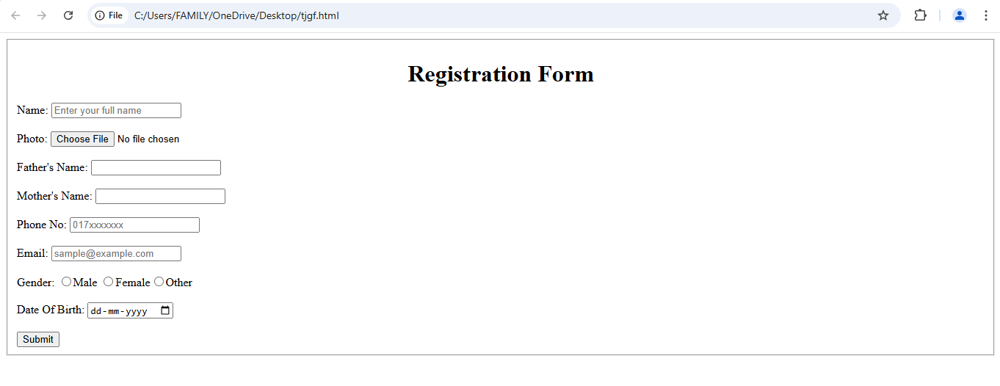 File C:/Users/FAMILY/OneDrive/Desktop/tjgf.html
Registration Form
Name: Enter your full name
Photo: Choose File No file chosen
Father's Name:
Mother's Name:
Phone No: 017xxxxxxx
Email: sample@example.com
Gender: Male Female Other
Date Of Birth: dd-mm-yyyy
Submit